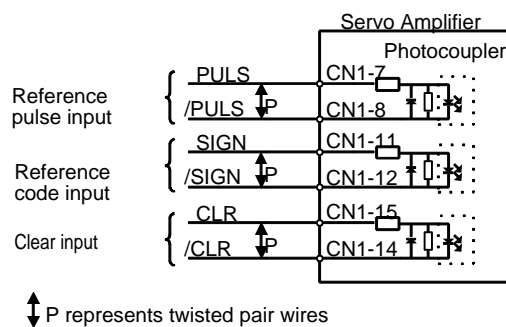 Servo Amplifier
Photocoupler
Reference
pulse input
PULS
/PULS
P
CN1-7
CN1-8
Reference
code input
SIGN
/SIGN
P
CN1-11
CN1-12
Clear input
CLR
/CLR
P
CN1-15
CN1-14
P represents twisted pair wires